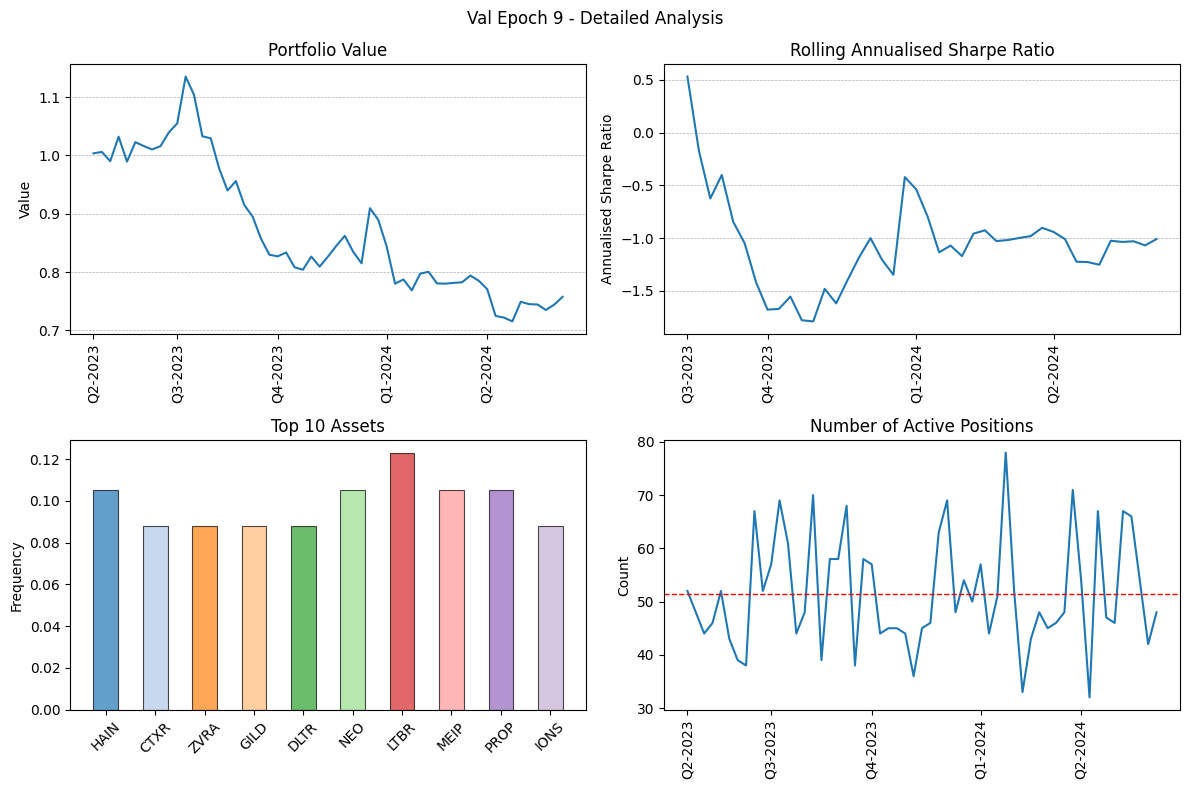 Val Epoch 9 - Detailed Analysis
Portfolio Value
Value
1.1
1.0
0.9
0.8
0.7
Q2-2023
Q3-2023
Q4-2023
Q1-2024
Q2-2024
Rolling Annualised Sharpe Ratio
Annualised Sharpe Ratio
0.5
0.0
−0.5
−1.0
−1.5
Q3-2023
Q4-2023
Q1-2024
Q2-2024
Top 10 Assets
Frequency
0.12
0.10
0.08
0.06
0.04
0.02
0.00
HAIN
CTXR
ZVRA
GILD
DLTR
NEO
LTBR
MEIP
PROP
IONS
Number of Active Positions
Count
80
70
60
50
40
30
Q2-2023
Q3-2023
Q4-2023
Q1-2024
Q2-2024